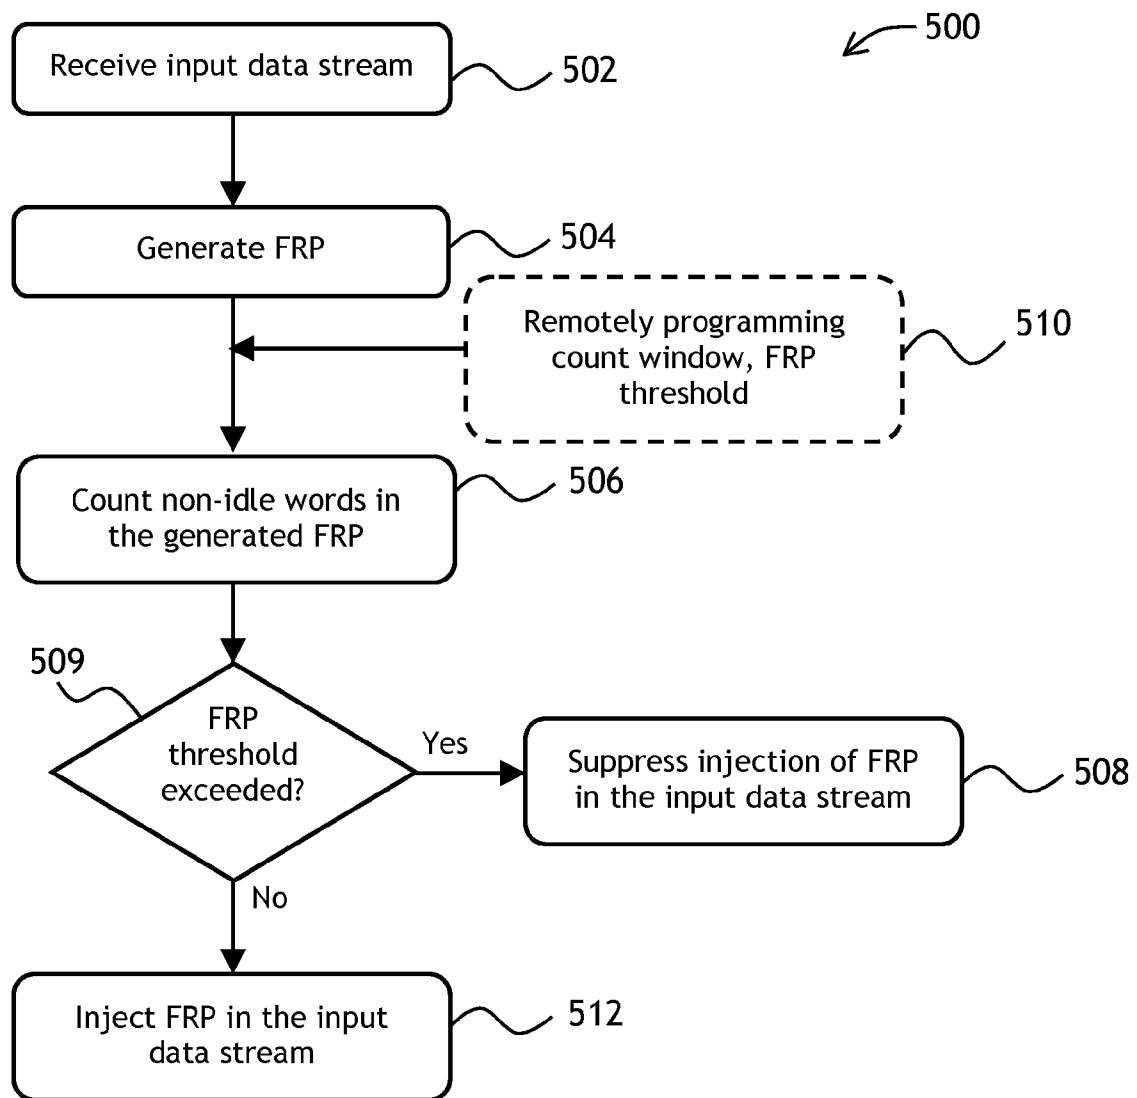 500
Receive input data stream
502
Generate FRP
504
Remotely programming
count window, FRP
threshold
510
Count non-idle words in
the generated FRP
506
509
FRP
threshold
exceeded?
Yes
Suppress injection of FRP
in the input data stream
508
No
Inject FRP in the input
data stream
512